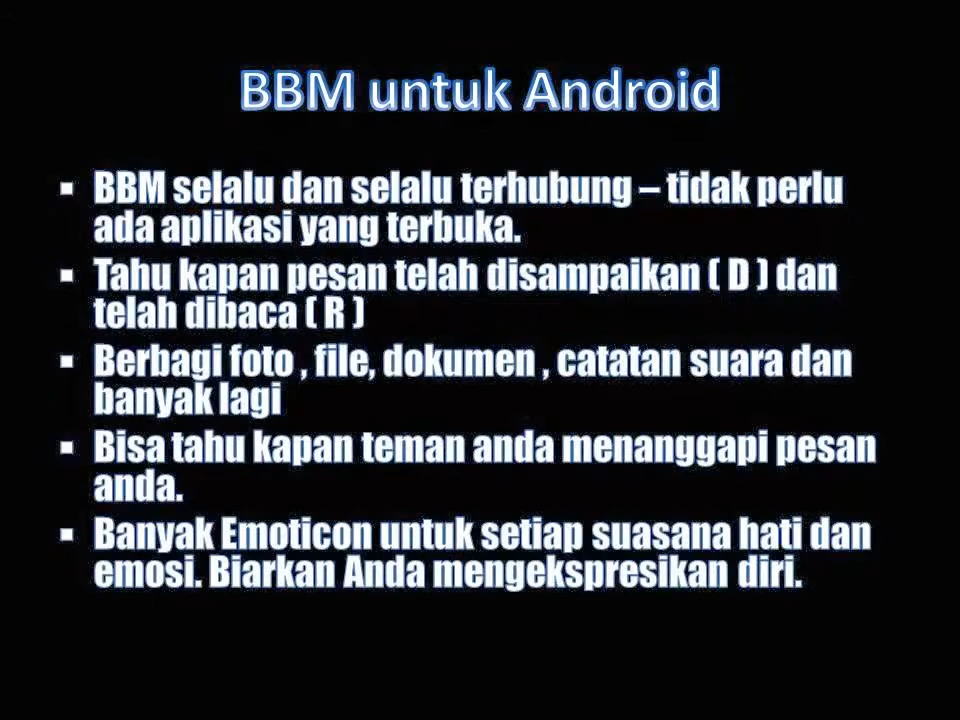 BBM untuk Android
▪ BBM selalu dan selalu terhubung – tidak perlu
ada aplikasi yang terbuka.
▪ Tahu kapan pesan telah disampaikan ( D ) dan
telah dibaca ( R )
▪ Berbagi foto , file, dokumen , catatan suara dan
banyak lagi
▪ Bisa tahu kapan teman anda menanggapi pesan
anda.
▪ Banyak Emoticon untuk setiap suasana hati dan
emosi. Biarkan Anda mengekspresikan diri.